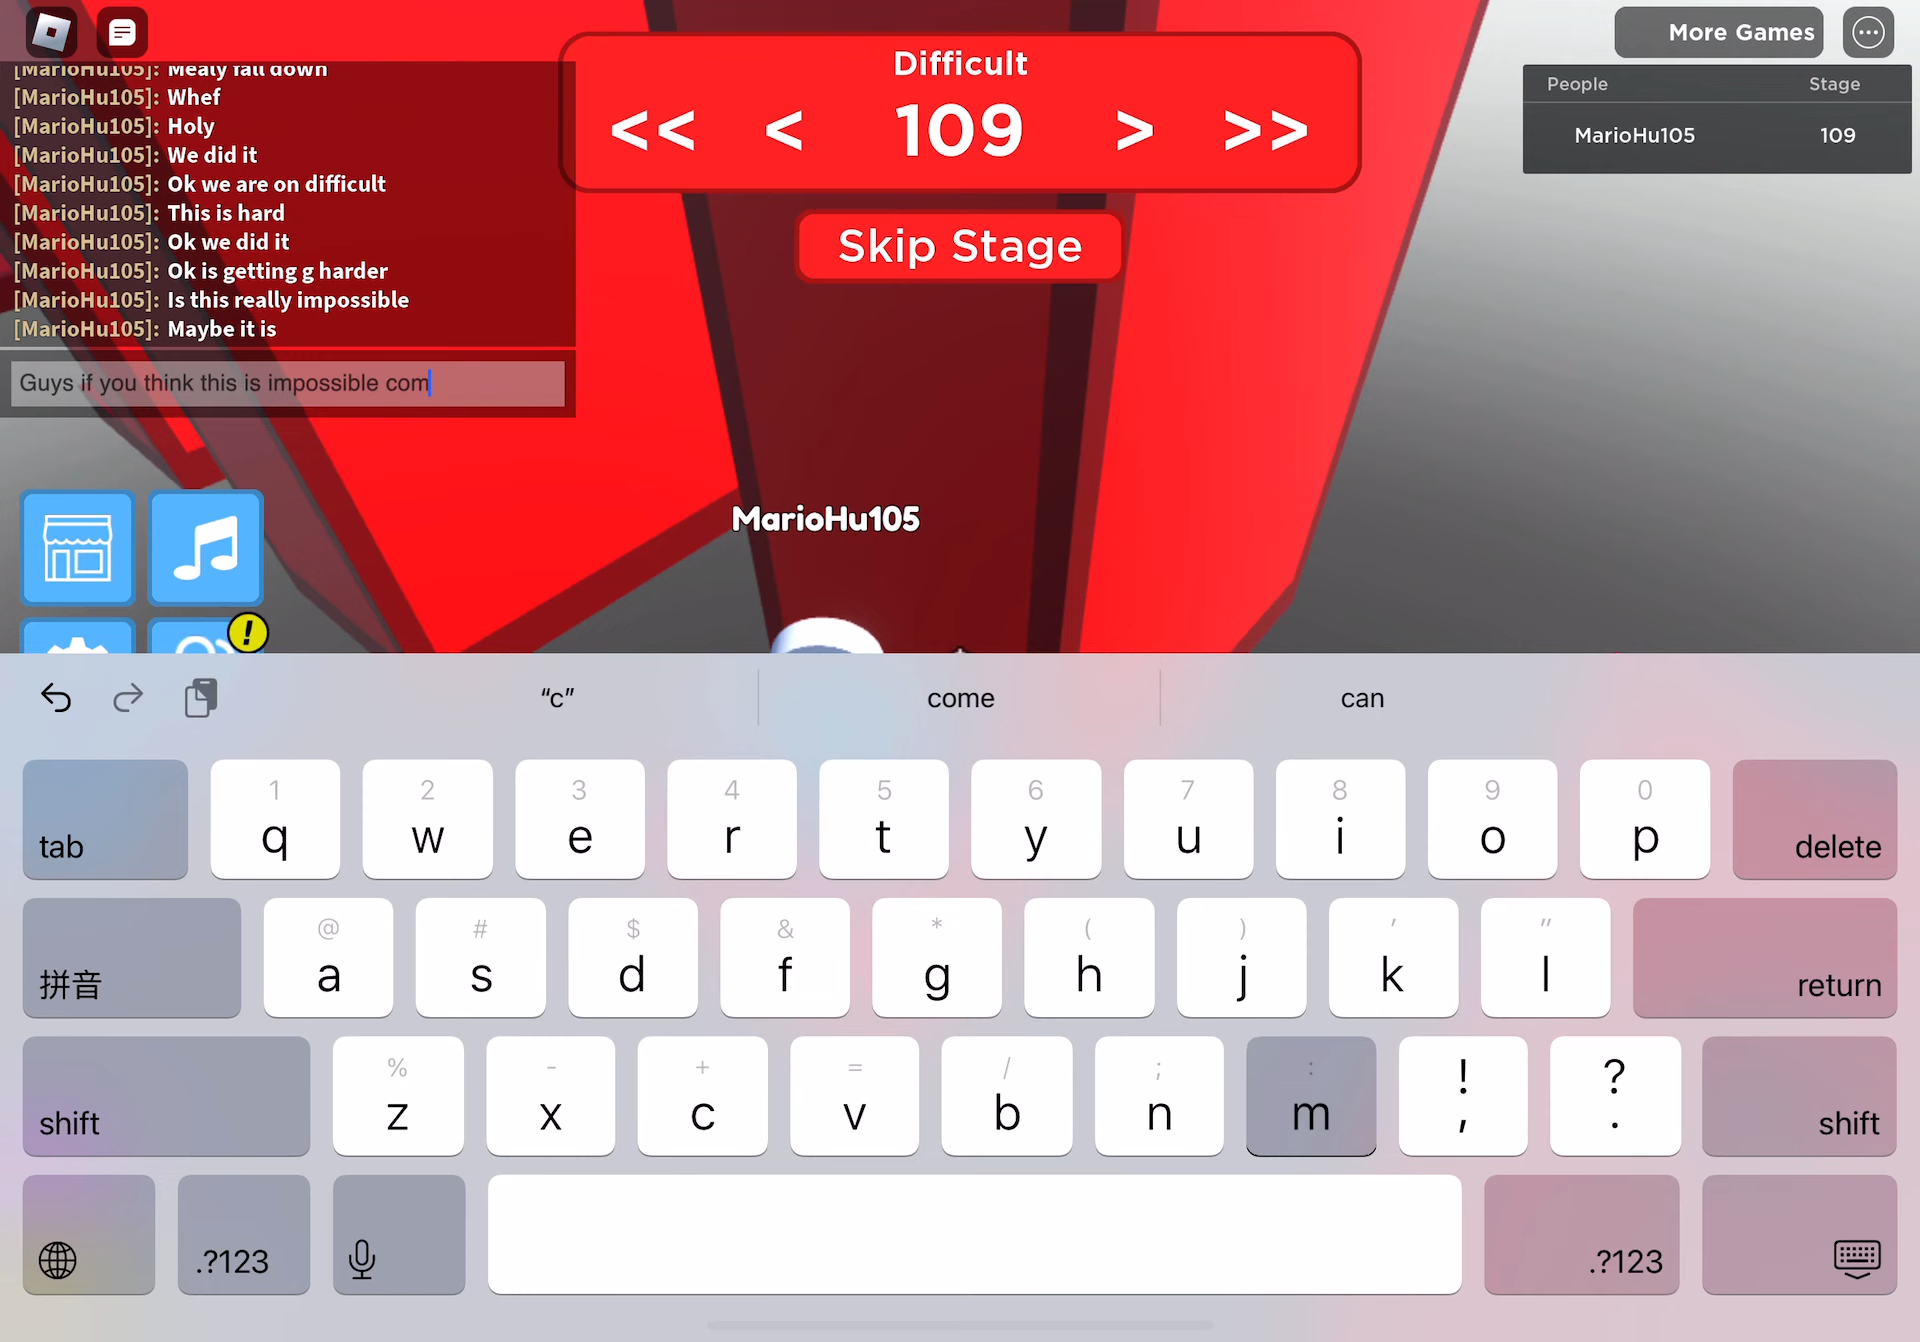 More Games
Difficult
<< < 109 > >>
Skip Stage
People Stage
MarioHu105 109
[MarioHu105]: Mealy fall down
[MarioHu105]: Whef
[MarioHu105]: Holy
[MarioHu105]: We did it
[MarioHu105]: Ok we are on difficult
[MarioHu105]: This is hard
[MarioHu105]: Ok we did it
[MarioHu105]: Ok is getting g harder
[MarioHu105]: Is this really impossible
[MarioHu105]: Maybe it is
Guys if you think this is impossible com
MarioHu105
!
“c” come can
1 2 3 4 5 6 7 8 9 0
tab q w e r t y u i o p delete
@ # $ & * ( ) ' "
拼音 a s d f g h j k l return
% - + = / ; : ! ?
shift z x c v b n m , . shift
.?123 .?123